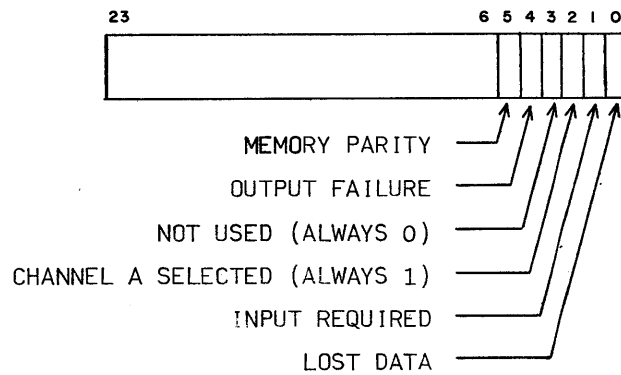 23 6 5 4 3 2 1 0
MEMORY PARITY
OUTPUT FAILURE
NOT USED (ALWAYS 0)
CHANNEL A SELECTED (ALWAYS 1)
INPUT REQUIRED
LOST DATA